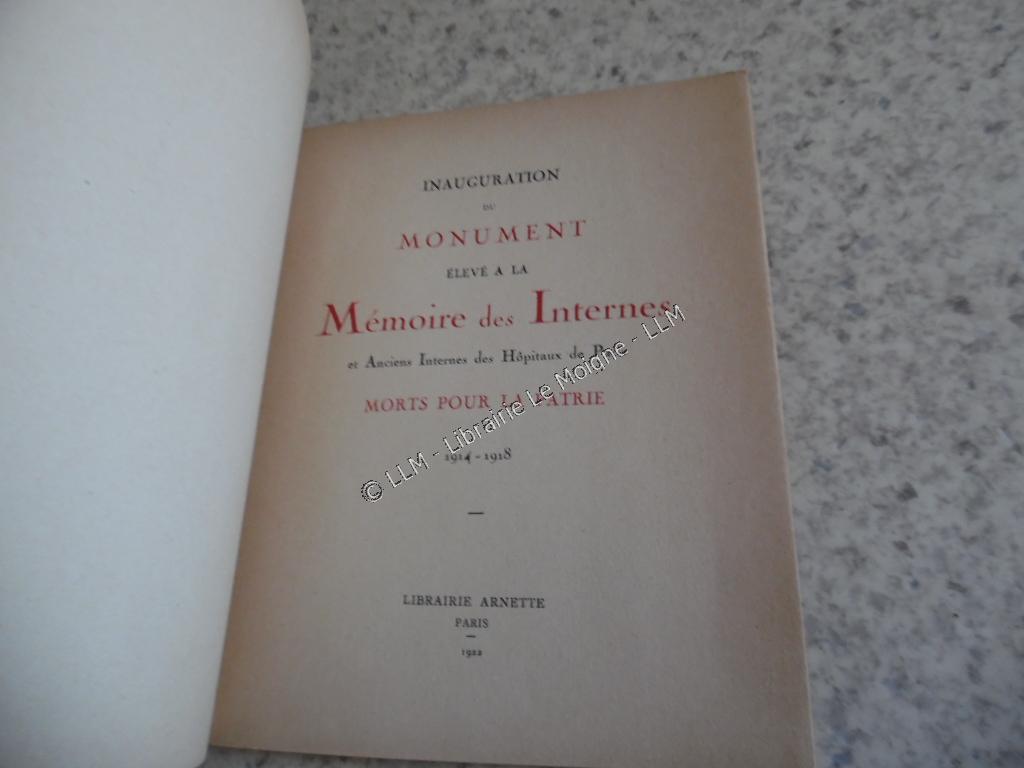 INAUGURATION
DU
MONUMENT
ÉLEVÉ A LA
Mémoire des Internes
et Anciens Internes des Hôpitaux de
MORTS POUR LA PATRIE
1914-1918
LIBRAIRIE ARNETTE
PARIS
1922
© LLM - Librairie Le Moigne - LLM